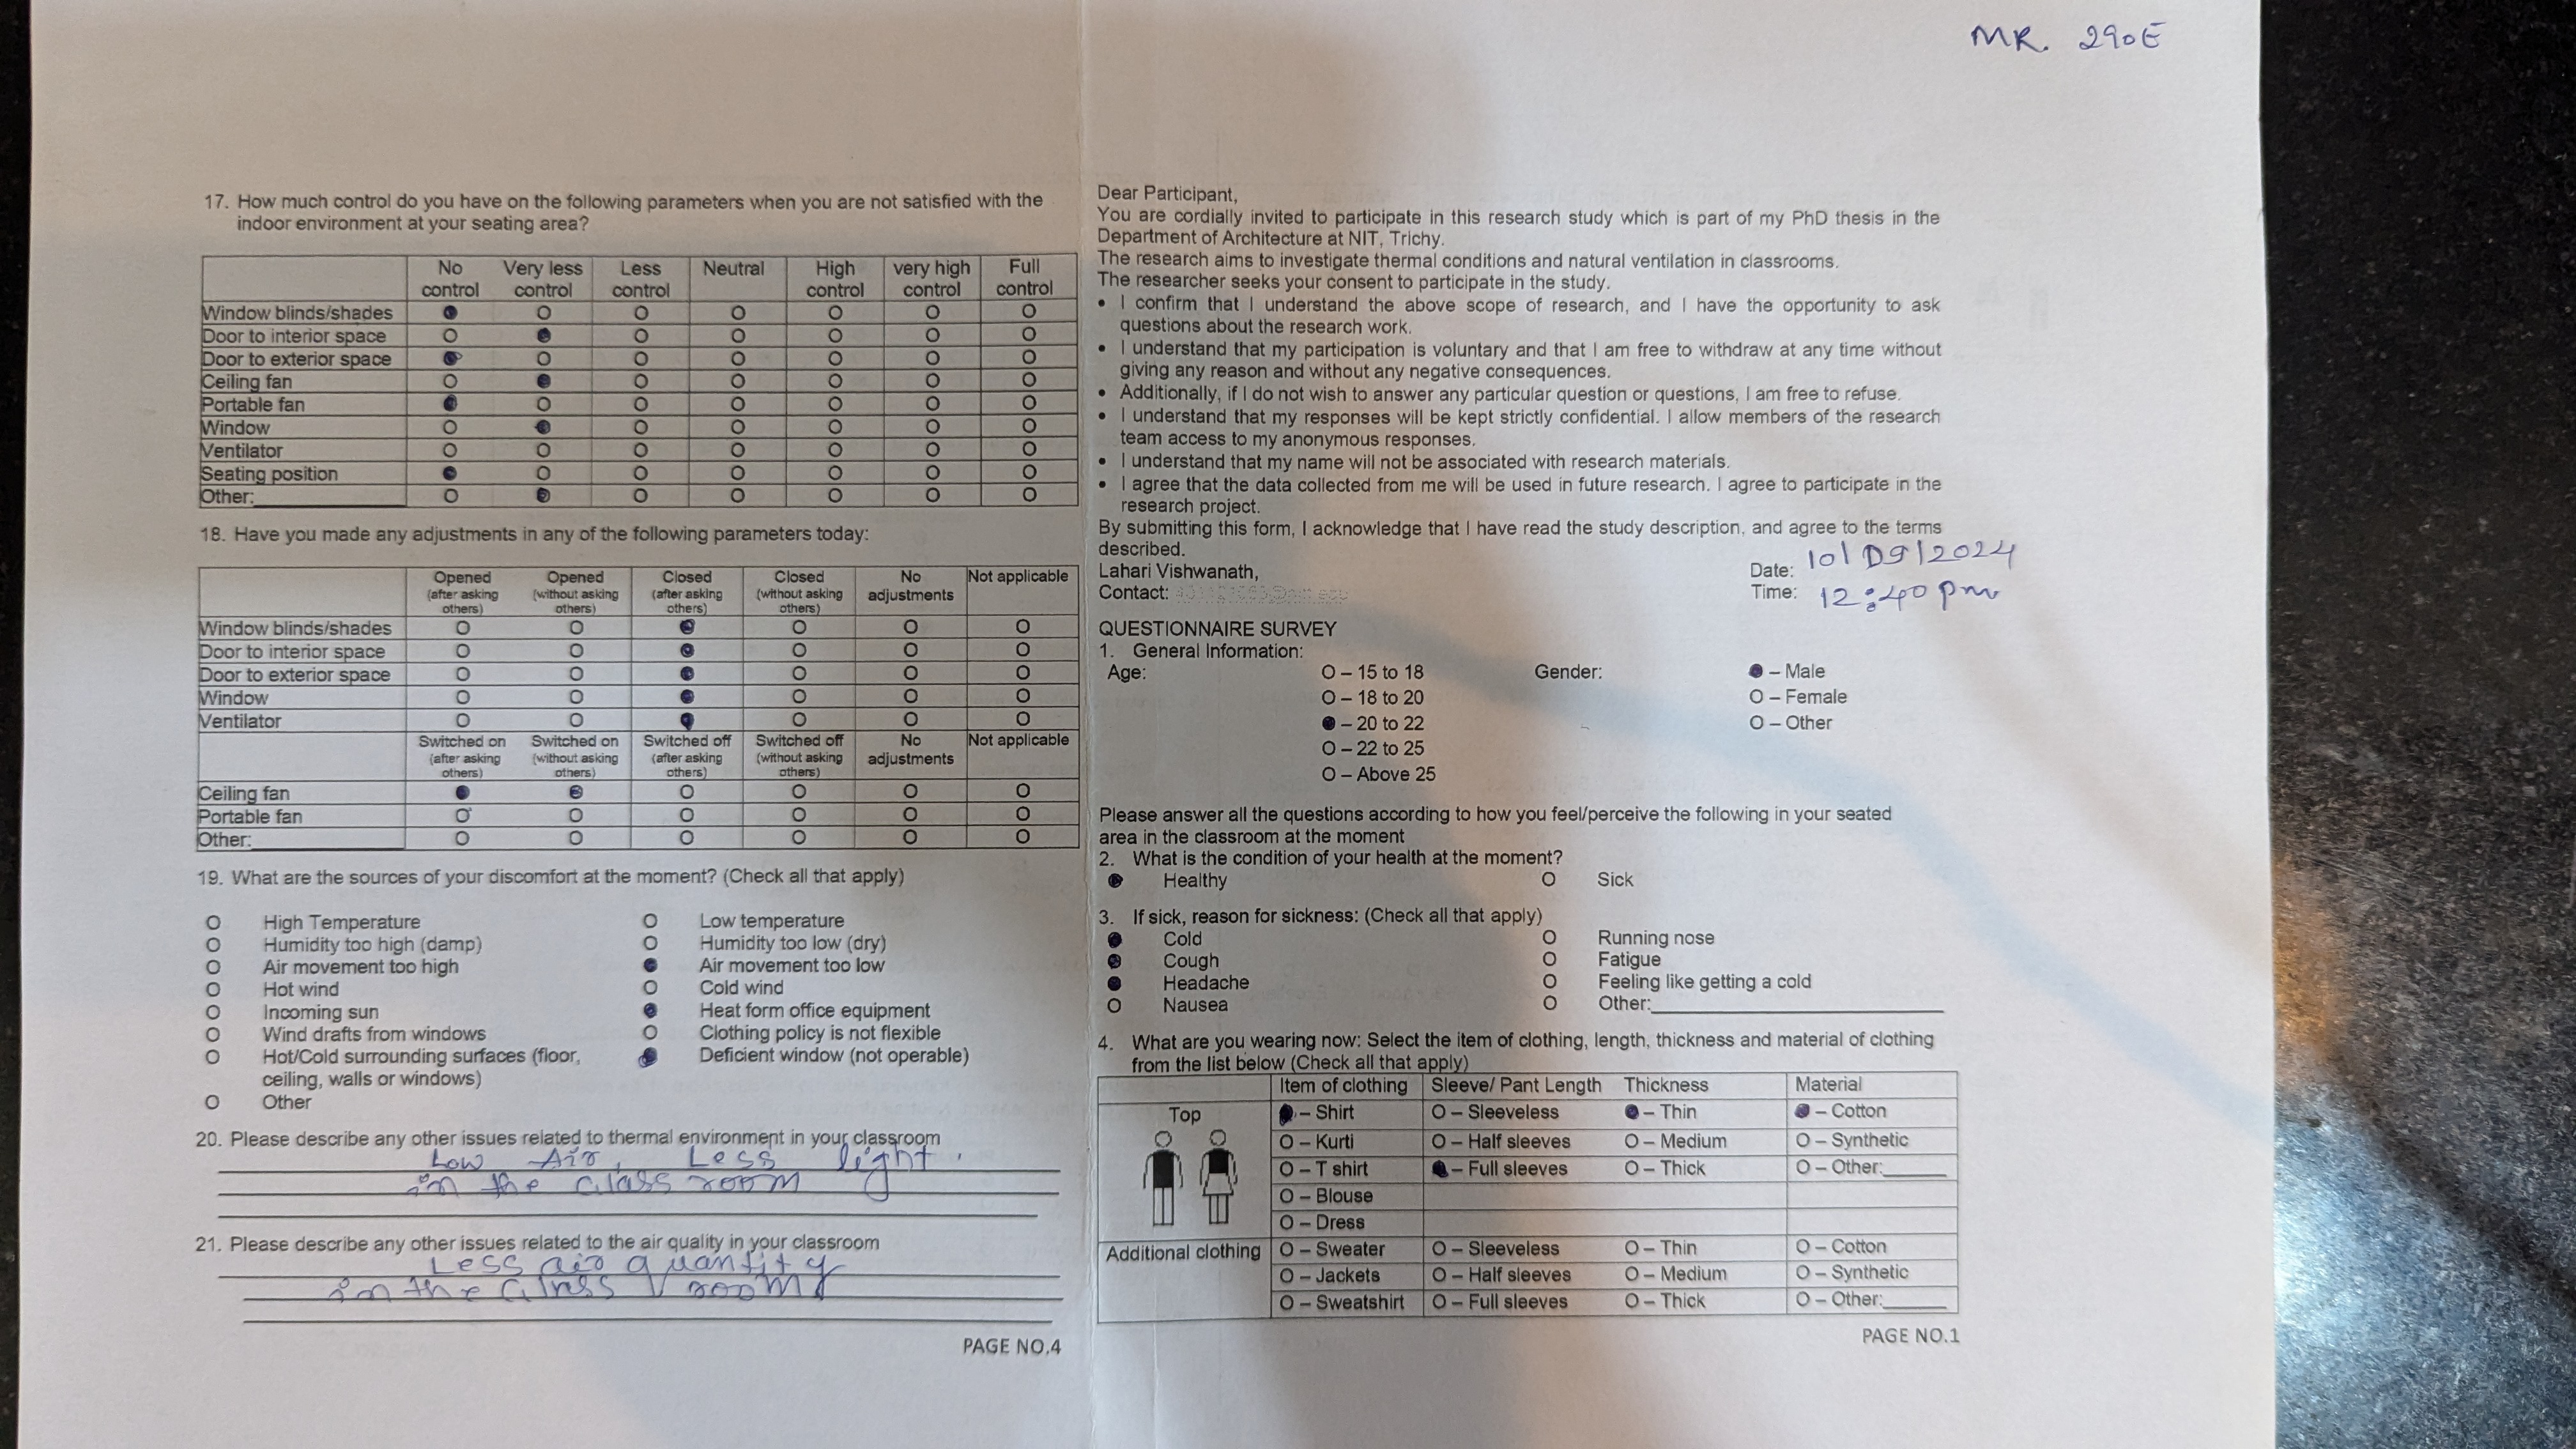 MR. 290E
17. How much control do you have on the following parameters when you are not satisfied with the
indoor environment at your seating area?
No control Very less control Less control Neutral High control very high control Full control
Window blinds/shades
Door to interior space
Door to exterior space
Ceiling fan
Portable fan
Window
Ventilator
Seating position
Other:
18. Have you made any adjustments in any of the following parameters today:
Opened (after asking others) Opened (without asking others) Closed (after asking others) Closed (without asking others) No adjustments Not applicable
Window blinds/shades
Door to interior space
Door to exterior space
Window
Ventilator
Switched on (after asking others) Switched on (without asking others) Switched off (after asking others) Switched off (without asking others) No adjustments Not applicable
Ceiling fan
Portable fan
Other:
19. What are the sources of your discomfort at the moment? (Check all that apply)
High Temperature Low temperature
Humidity too high (damp) Humidity too low (dry)
Air movement too high Air movement too low
Hot wind Cold wind
Incoming sun Heat form office equipment
Wind drafts from windows Clothing policy is not flexible
Hot/Cold surrounding surfaces (floor, Deficient window (not operable)
ceiling, walls or windows)
Other
20. Please describe any other issues related to thermal environment in your classroom
Low Air, Less light.
in the class room
21. Please describe any other issues related to the air quality in your classroom
Less air quantity
in the class room
PAGE NO.4
Dear Participant,
You are cordially invited to participate in this research study which is part of my PhD thesis in the
Department of Architecture at NIT, Trichy.
The research aims to investigate thermal conditions and natural ventilation in classrooms.
The researcher seeks your consent to participate in the study.
• I confirm that I understand the above scope of research, and I have the opportunity to ask
questions about the research work.
• I understand that my participation is voluntary and that I am free to withdraw at any time without
giving any reason and without any negative consequences.
• Additionally, if I do not wish to answer any particular question or questions, I am free to refuse.
• I understand that my responses will be kept strictly confidential. I allow members of the research
team access to my anonymous responses.
• I understand that my name will not be associated with research materials.
• I agree that the data collected from me will be used in future research. I agree to participate in the
research project.
By submitting this form, I acknowledge that I have read the study description, and agree to the terms
described.
Lahari Vishwanath, Date: 10/09/2024
Contact: Time: 12:40 pm
QUESTIONNAIRE SURVEY
1. General Information:
Age: O – 15 to 18 Gender: – Male
O – 18 to 20 O – Female
– 20 to 22 O – Other
O – 22 to 25
O – Above 25
Please answer all the questions according to how you feel/perceive the following in your seated
area in the classroom at the moment
2. What is the condition of your health at the moment?
Healthy Sick
3. If sick, reason for sickness: (Check all that apply)
Cold Running nose
Cough Fatigue
Headache Feeling like getting a cold
Nausea Other:
4. What are you wearing now: Select the item of clothing, length, thickness and material of clothing
from the list below (Check all that apply)
Item of clothing Sleeve/ Pant Length Thickness Material
Top – Shirt O – Sleeveless – Thin – Cotton
O – Kurti O – Half sleeves O – Medium O – Synthetic
O – T shirt – Full sleeves O – Thick O – Other:
O – Blouse
O – Dress
Additional clothing O – Sweater O – Sleeveless O – Thin O – Cotton
O – Jackets O – Half sleeves O – Medium O – Synthetic
O – Sweatshirt O – Full sleeves O – Thick O – Other:
PAGE NO.1